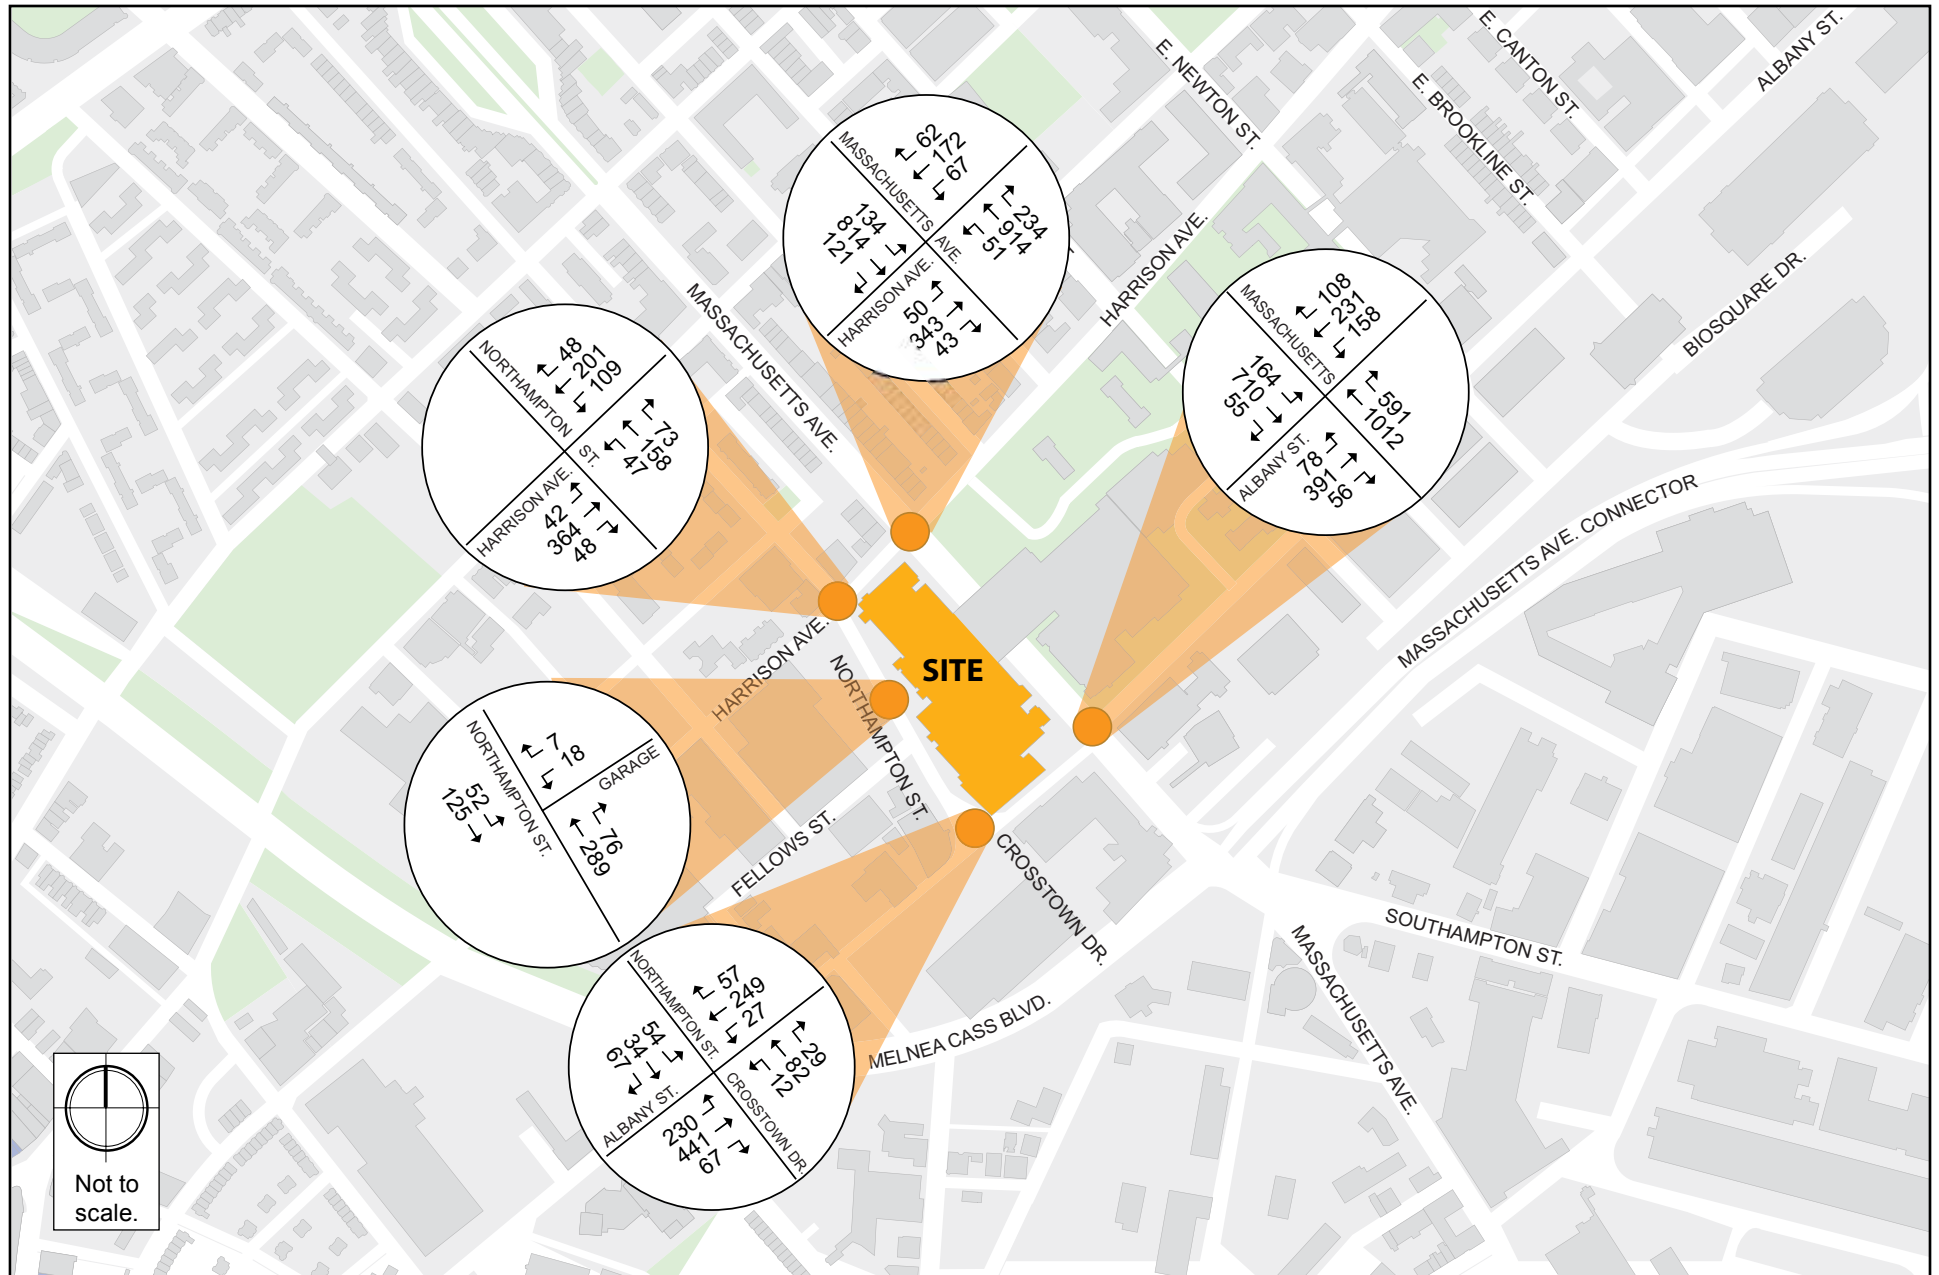 E. NEWTON ST.
E. CANTON ST.
E. BROOKLINE ST.
ALBANY ST.
HARRISON AVE.
BIOSQUARE DR.
MASSACHUSETTS AVE.
MASSACHUSETTS AVE. CONNECTOR
MASSACHUSETTS AVE.
HARRISON AVE.
62
172
67
134
814
121
234
914
51
50
343
43
MASSACHUSETTS
ALBANY ST.
108
231
158
164
710
55
591
1012
78
391
56
NORTHAMPTON ST.
HARRISON AVE.
48
201
109
73
158
47
42
364
48
HARRISON AVE.
NORTHAMPTON ST.
SITE
NORTHAMPTON ST.
GARAGE
7
18
52
125
76
289
FELLOWS ST.
CROSSTOWN DR.
NORTHAMPTON ST.
ALBANY ST.
CROSSTOWN DR.
57
249
27
54
34
67
29
82
12
230
441
67
MELNEA CASS BLVD.
SOUTHAMPTON ST.
MASSACHUSETTS AVE.
Not to
scale.